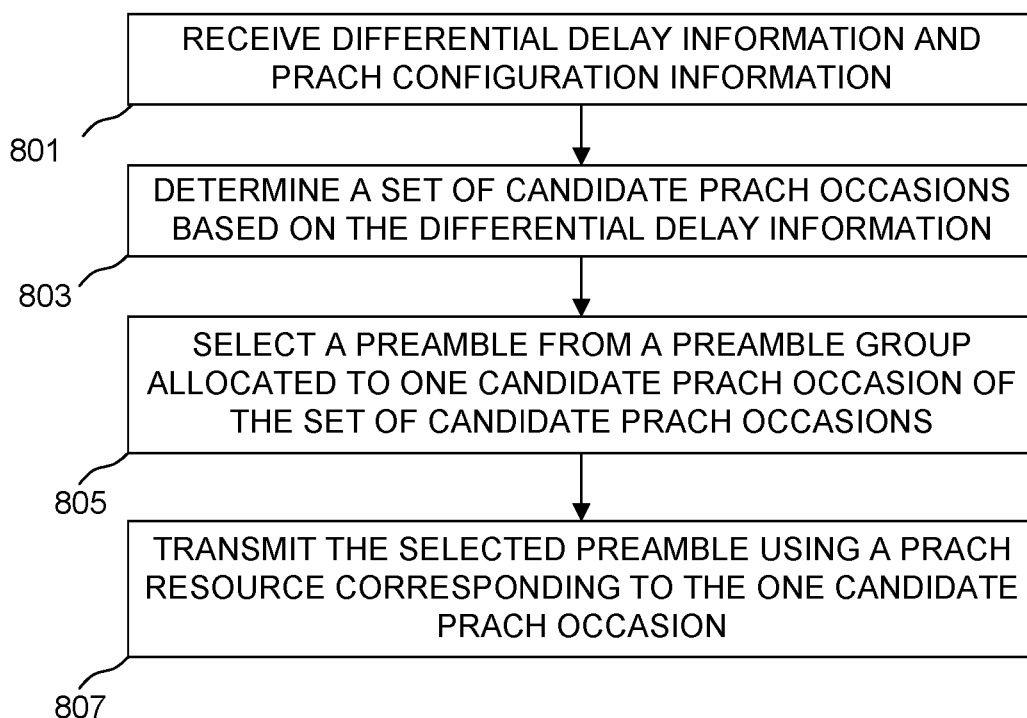 RECEIVE DIFFERENTIAL DELAY INFORMATION AND
PRACH CONFIGURATION INFORMATION
801
DETERMINE A SET OF CANDIDATE PRACH OCCASIONS
BASED ON THE DIFFERENTIAL DELAY INFORMATION
803
SELECT A PREAMBLE FROM A PREAMBLE GROUP
ALLOCATED TO ONE CANDIDATE PRACH OCCASION OF
THE SET OF CANDIDATE PRACH OCCASIONS
805
TRANSMIT THE SELECTED PREAMBLE USING A PRACH
RESOURCE CORRESPONDING TO THE ONE CANDIDATE
PRACH OCCASION
807